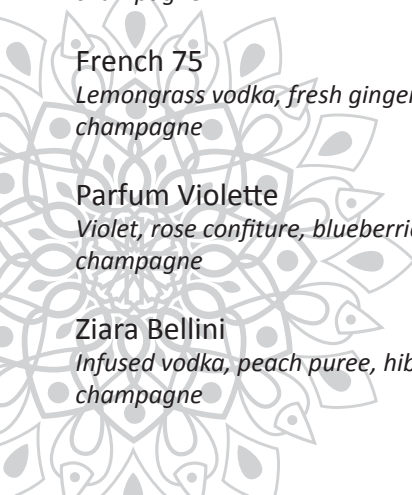 French 75
Lemongrass vodka, fresh ginger
champagne
Parfum Violette
Violet, rose confiture, blueberrie
champagne
Ziara Bellini
Infused vodka, peach puree, hib
champagne